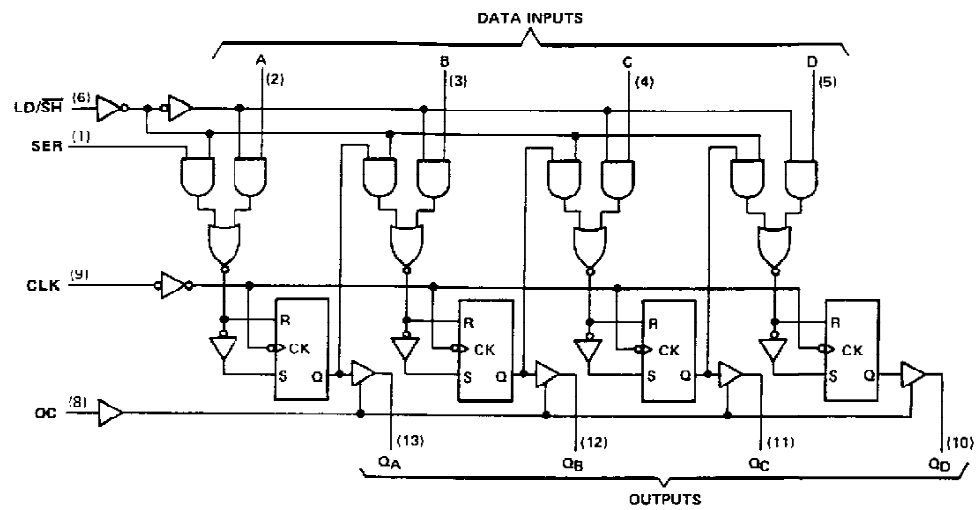 DATA INPUTS
A B C D
(2) (3) (4) (5)
LD/SH (6)
SER (1)
CLK (9)
R R R R
CK CK CK CK
S Q S Q S Q S Q
OC (8)
(13) (12) (11) (10)
QA QB QC QD
OUTPUTS